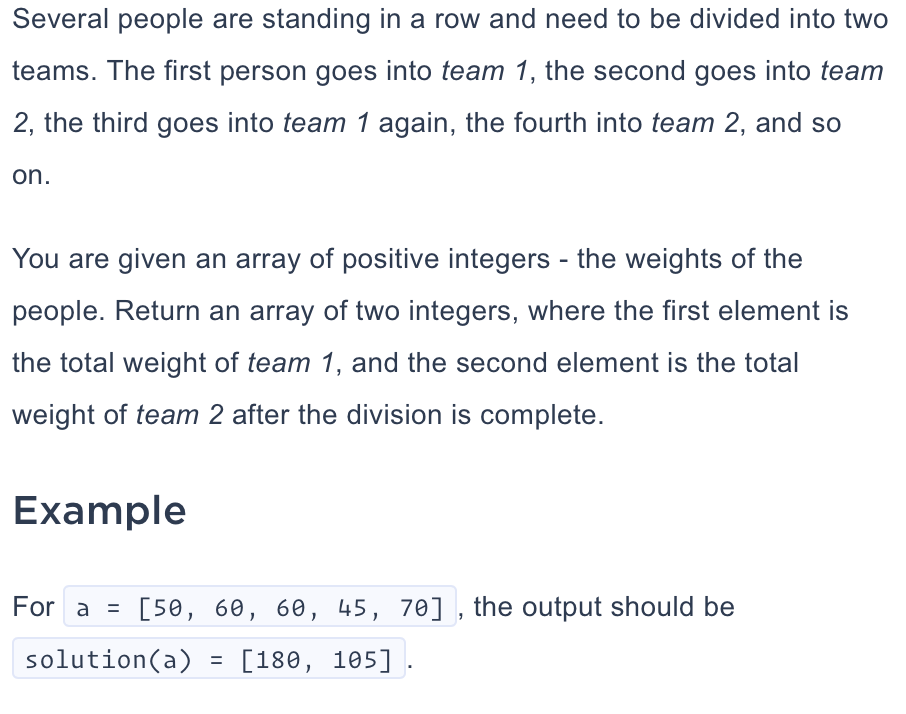 Several people are standing in a row and need to be divided into two
teams. The first person goes into team 1, the second goes into team
2, the third goes into team 1 again, the fourth into team 2, and so
on.
You are given an array of positive integers - the weights of the
people. Return an array of two integers, where the first element is
the total weight of team 1, and the second element is the total
weight of team 2 after the division is complete.
Example
For a = [50, 60, 60, 45, 70], the output should be
solution(a) = [180, 105].